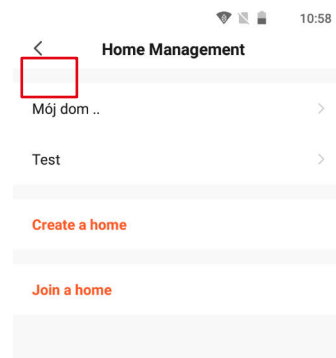 10:58
Home Management
Mój dom ..
Test
Create a home
Join a home